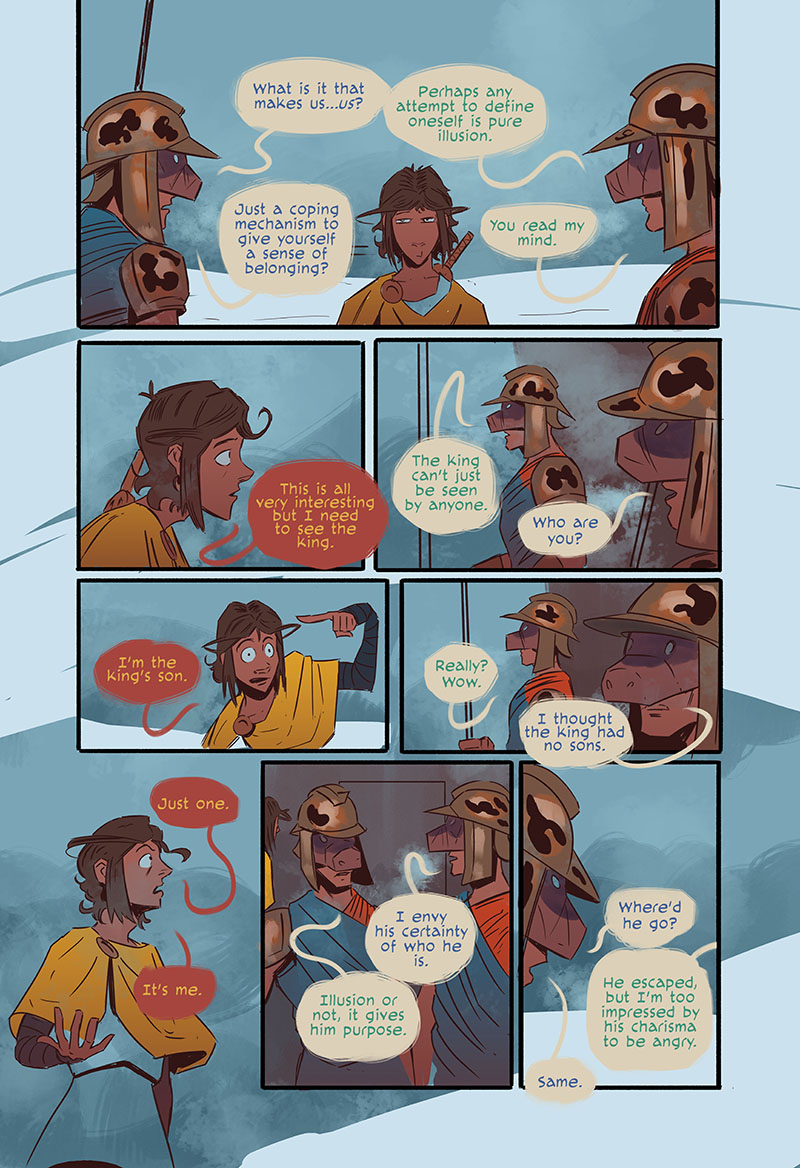 What is it that
makes us...us?
Perhaps any
attempt to define
oneself is pure
illusion.
Just a coping
mechanism to
give yourself
a sense of
belonging?
You read my
mind.
This is all
very interesting
but I need
to see the
king.
The king
can't just
be seen
by anyone.
Who are
you?
I'm the
king's son.
Really?
Wow.
I thought
the king had
no sons.
Just one.
It's me.
I envy
his certainty
of who he
is.
Illusion or
not, it gives
him purpose.
Where'd
he go?
He escaped,
but I'm too
impressed by
his charisma
to be angry.
Same.